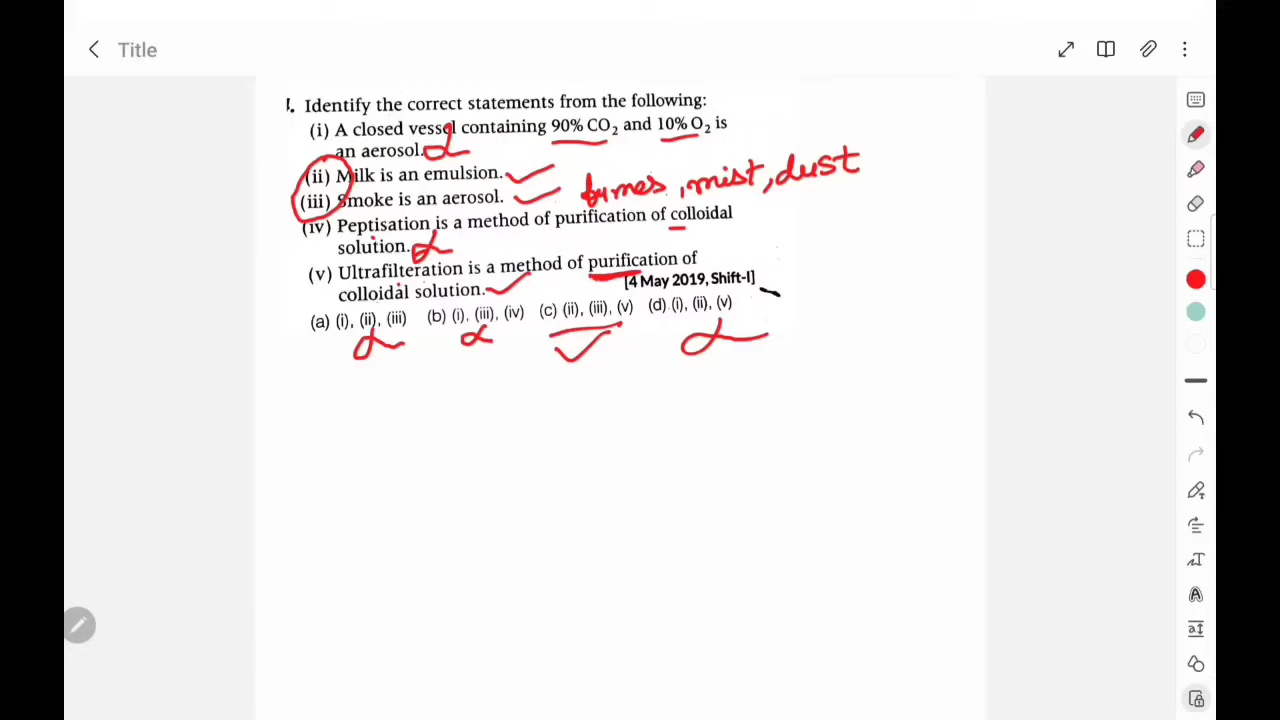 Title
1. Identify the correct statements from the following:
(i) A closed vessel containing 90% CO₂ and 10% O₂ is
an aerosol.
(ii) Milk is an emulsion.
(iii) Smoke is an aerosol.
fumes, mist, dust
(iv) Peptisation is a method of purification of colloidal
solution.
(v) Ultrafilteration is a method of purification of
colloidal solution.
[4 May 2019, Shift-I]
(a) (i), (ii), (iii) (b) (i), (iii), (iv) (c) (ii), (iii), (v) (d) (i), (ii), (v)